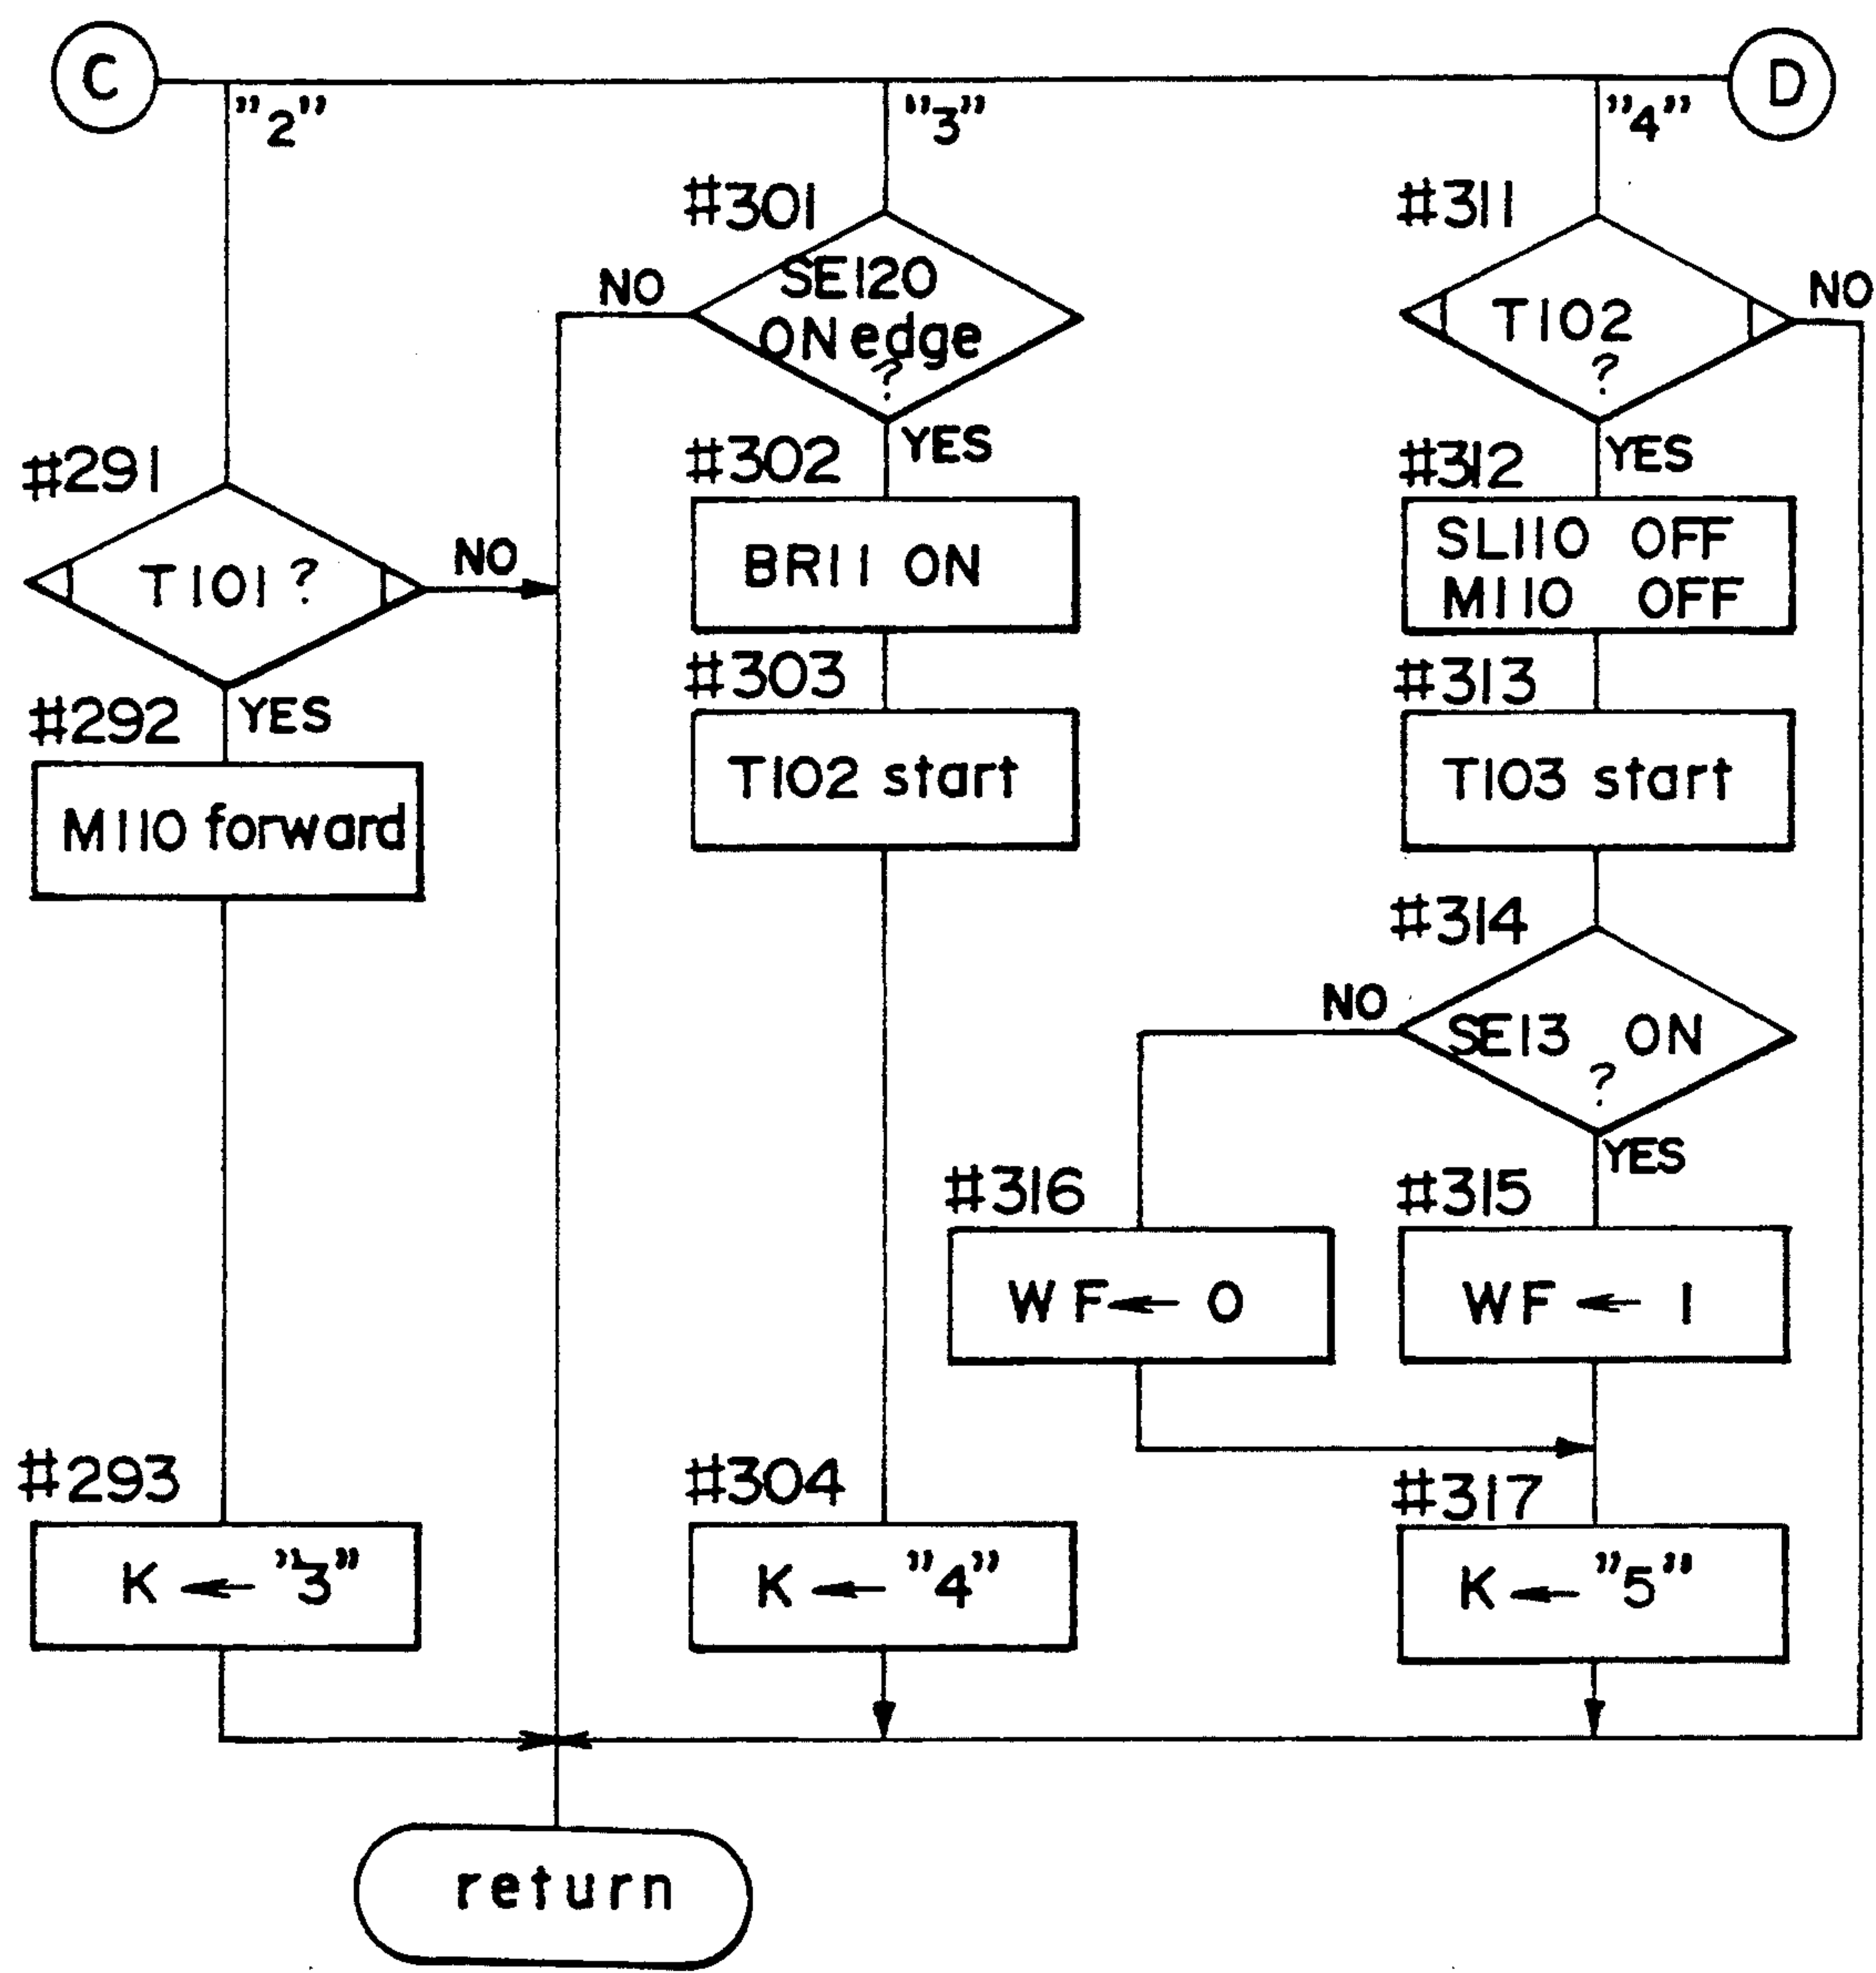 C
D
"2"
"3"
"4"
#291
T101 ?
NO
YES
#292
M110 forward
#293
K ← "3"
#301
SE120
ON edge
?
NO
YES
#302
BR11 ON
#303
T102 start
#304
K ← "4"
#311
T102
?
NO
YES
#312
SL110 OFF
M110 OFF
#313
T103 start
#314
SE13 ON
?
NO
YES
#316
WF ← 0
#315
WF ← 1
#317
K ← "5"
return